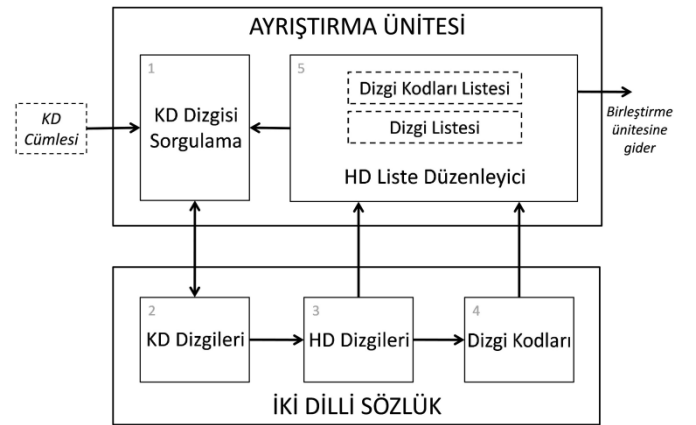 AYRIŞTIRMA ÜNİTESİ
KD
Cümlesi
1
KD Dizgisi
Sorgulama
5
Dizgi Kodları Listesi
Dizgi Listesi
HD Liste Düzenleyici
Birleştirme
ünitesine
gider
2
KD Dizgileri
3
HD Dizgileri
4
Dizgi Kodları
İKİ DİLLİ SÖZLÜK